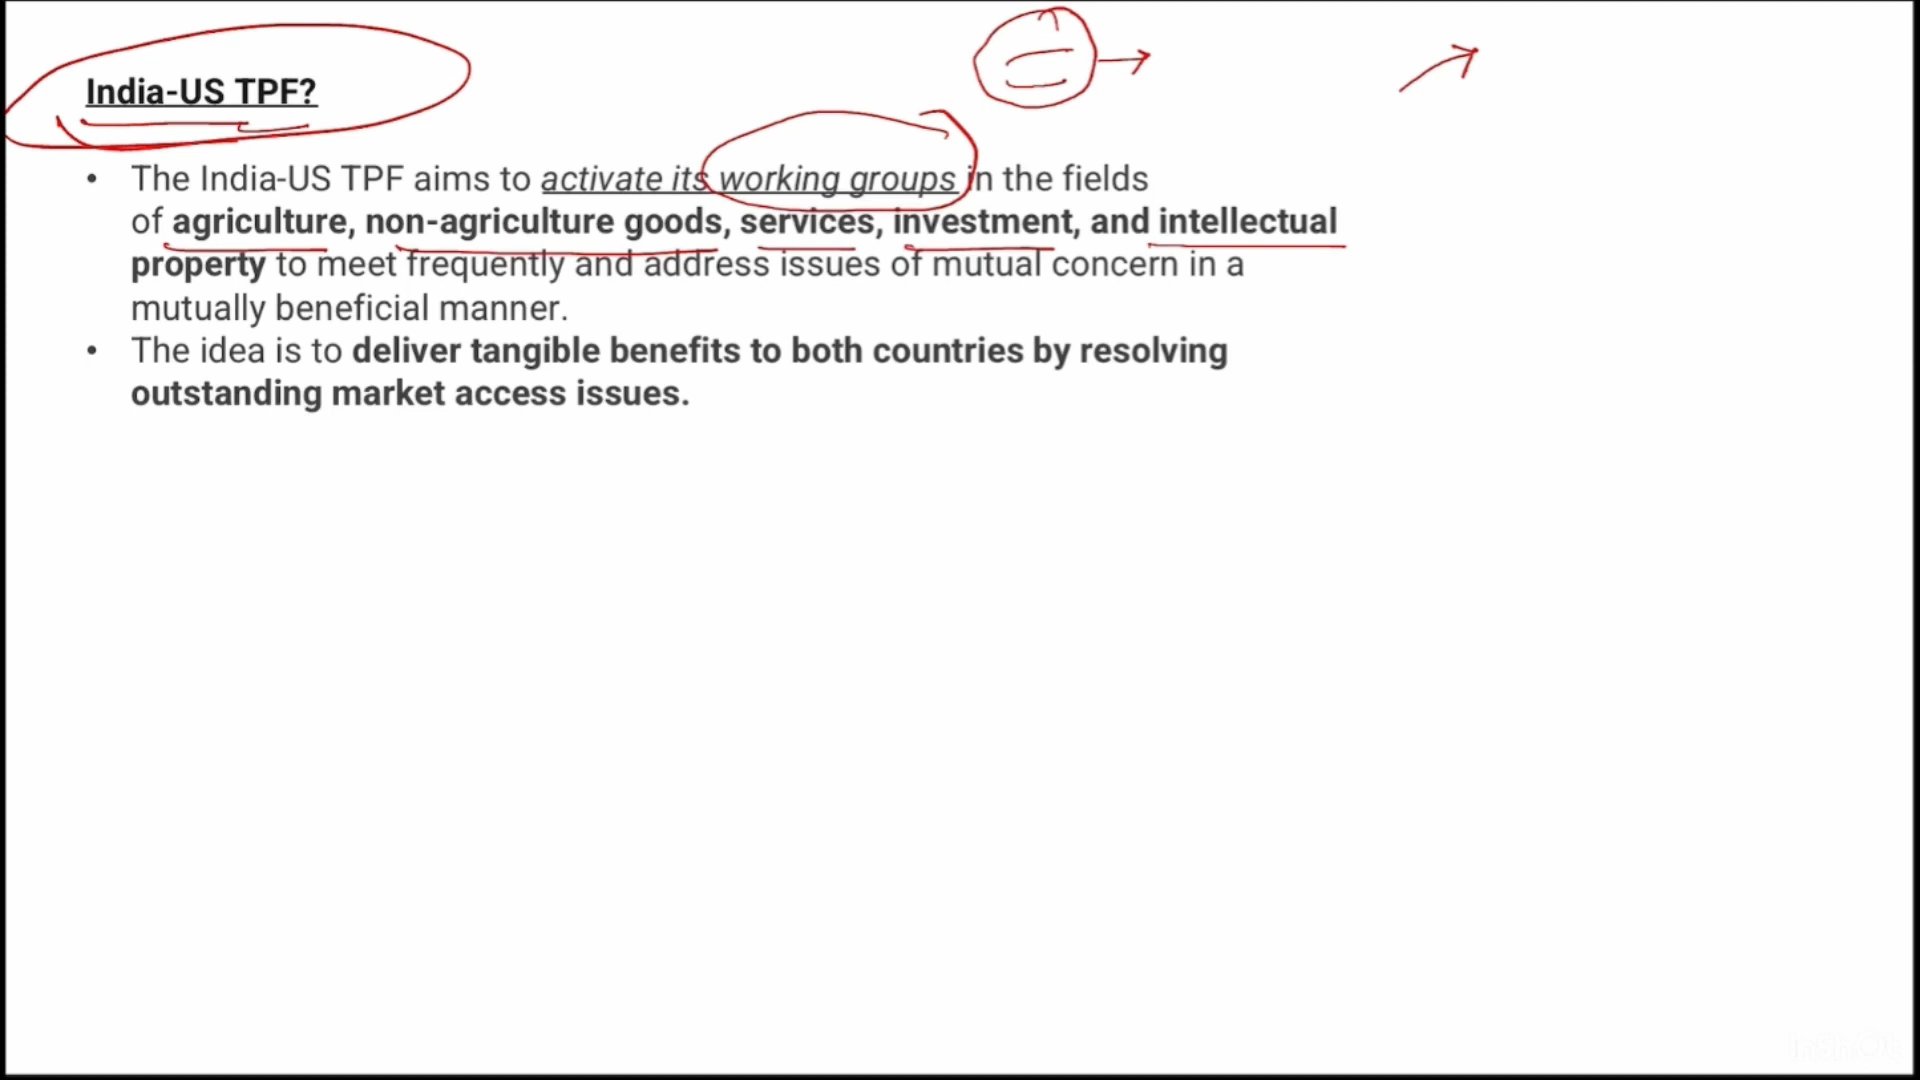 India-US TPF?
• The India-US TPF aims to activate its working groups in the fields
of agriculture, non-agriculture goods, services, investment, and intellectual
property to meet frequently and address issues of mutual concern in a
mutually beneficial manner.
• The idea is to deliver tangible benefits to both countries by resolving
outstanding market access issues.